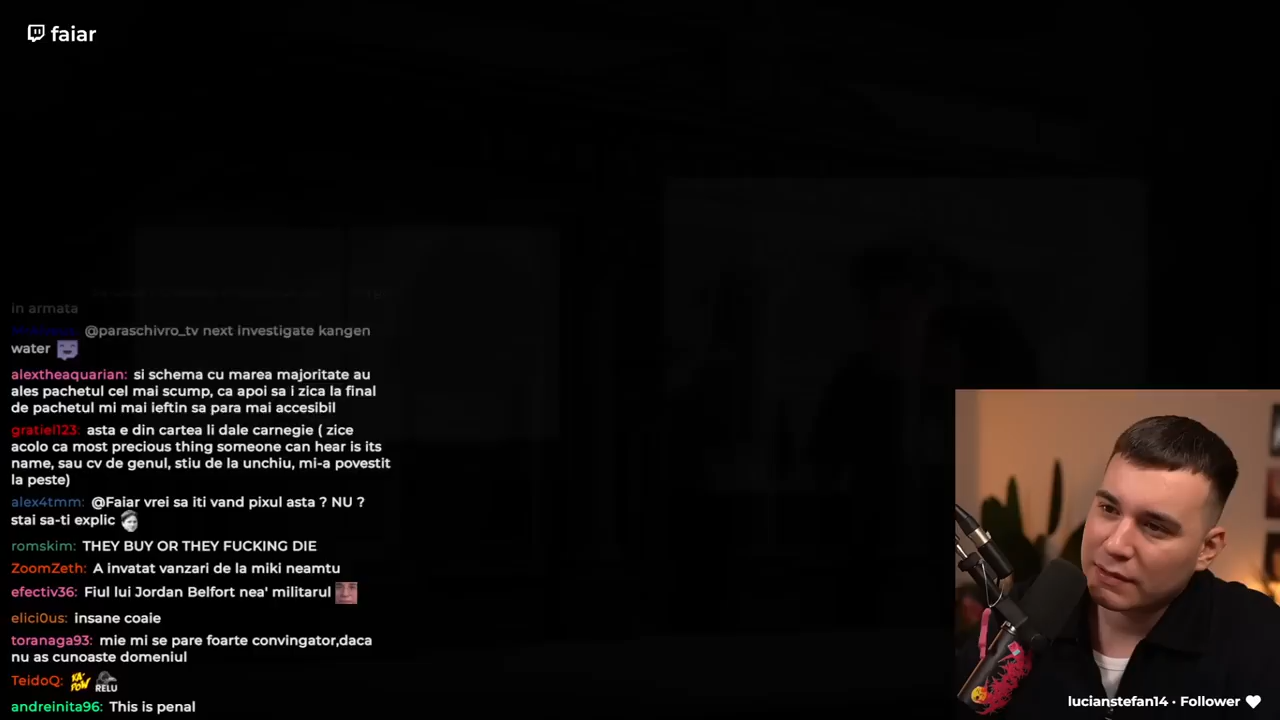 faiar
in armata
@paraschivro_tv next investigate kangen
water
alextheaquarian: si schema cu marea majoritate au
ales pachetul cel mai scump, ca apoi sa i zica la final
de pachetul mi mai ieftin sa para mai accesibil
gratiel123: asta e din cartea li dale carnegie ( zice
acolo ca most precious thing someone can hear is its
name, sau cv de genul, stiu de la unchiu, mi-a povestit
la peste)
alex4tmm: @Faiar vrei sa iti vand pixul asta ? NU ?
stai sa-ti explic
romskim: THEY BUY OR THEY FUCKING DIE
ZoomZeth: A invatat vanzari de la miki neamtu
efectiv36: Fiul lui Jordan Belfort nea' militarul
elici0us: insane coaie
toranaga93: mie mi se pare foarte convingator,daca
nu as cunoaste domeniul
TeidoQ: KA POW RELU
andreinita96: This is penal
lucianstefan14 · Follower